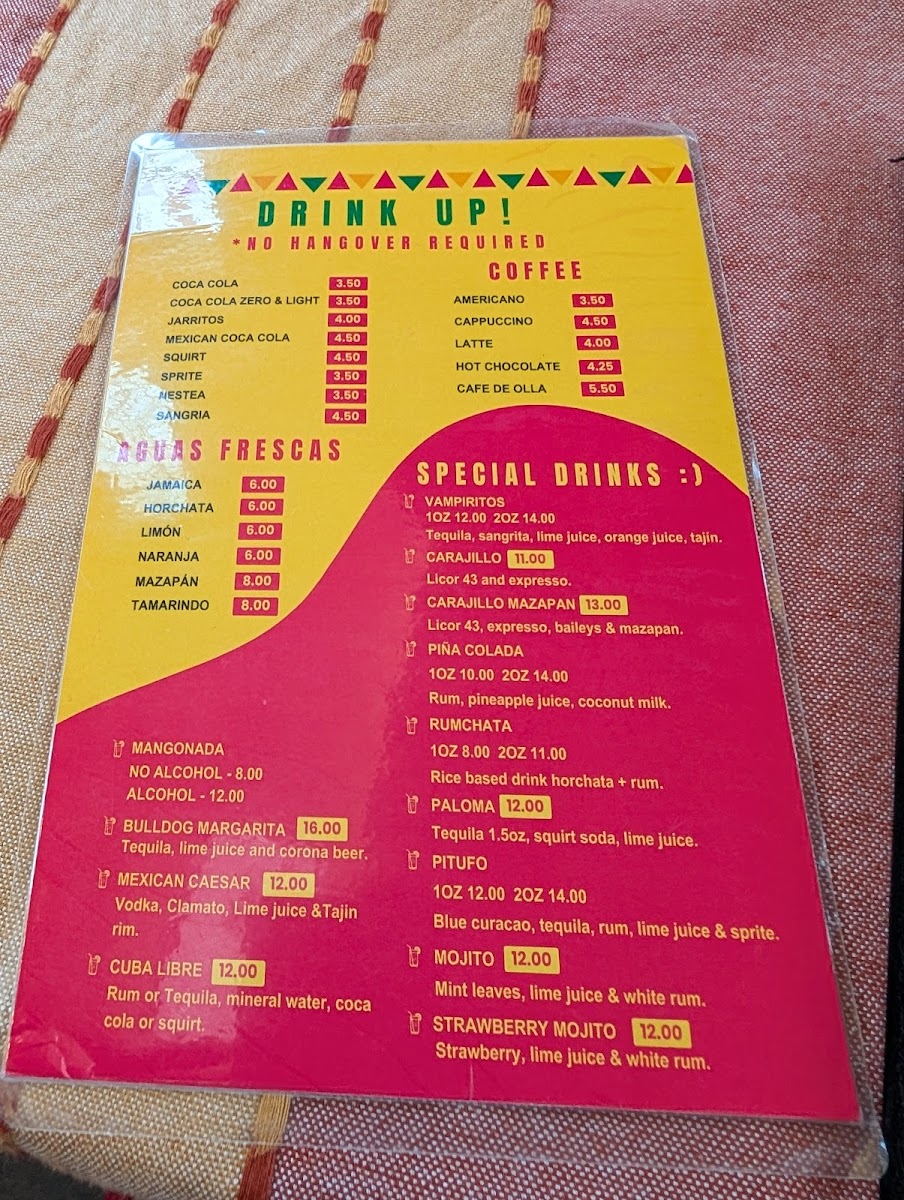 DRINK UP!
*NO HANGOVER REQUIRED
COCA COLA 3.50
COCA COLA ZERO & LIGHT 3.50
JARRITOS 4.00
MEXICAN COCA COLA 4.50
SQUIRT 4.50
SPRITE 3.50
NESTEA 3.50
SANGRIA 4.50
COFFEE
AMERICANO 3.50
CAPPUCCINO 4.50
LATTE 4.00
HOT CHOCOLATE 4.25
CAFE DE OLLA 5.50
AGUAS FRESCAS
JAMAICA 6.00
HORCHATA 6.00
LIMÓN 6.00
NARANJA 6.00
MAZAPÁN 8.00
TAMARINDO 8.00
MANGONADA
NO ALCOHOL - 8.00
ALCOHOL - 12.00
BULLDOG MARGARITA 16.00
Tequila, lime juice and corona beer.
MEXICAN CAESAR 12.00
Vodka, Clamato, Lime juice &Tajin
rim.
CUBA LIBRE 12.00
Rum or Tequila, mineral water, coca
cola or squirt.
SPECIAL DRINKS :)
VAMPIRITOS
1OZ 12.00 2OZ 14.00
Tequila, sangrita, lime juice, orange juice, tajín.
CARAJILLO 11.00
Licor 43 and expresso.
CARAJILLO MAZAPAN 13.00
Licor 43, expresso, baileys & mazapan.
PIÑA COLADA
1OZ 10.00 2OZ 14.00
Rum, pineapple juice, coconut milk.
RUMCHATA
1OZ 8.00 2OZ 11.00
Rice based drink horchata + rum.
PALOMA 12.00
Tequila 1.5oz, squirt soda, lime juice.
PITUFO
1OZ 12.00 2OZ 14.00
Blue curacao, tequila, rum, lime juice & sprite.
MOJITO 12.00
Mint leaves, lime juice & white rum.
STRAWBERRY MOJITO 12.00
Strawberry, lime juice & white rum.